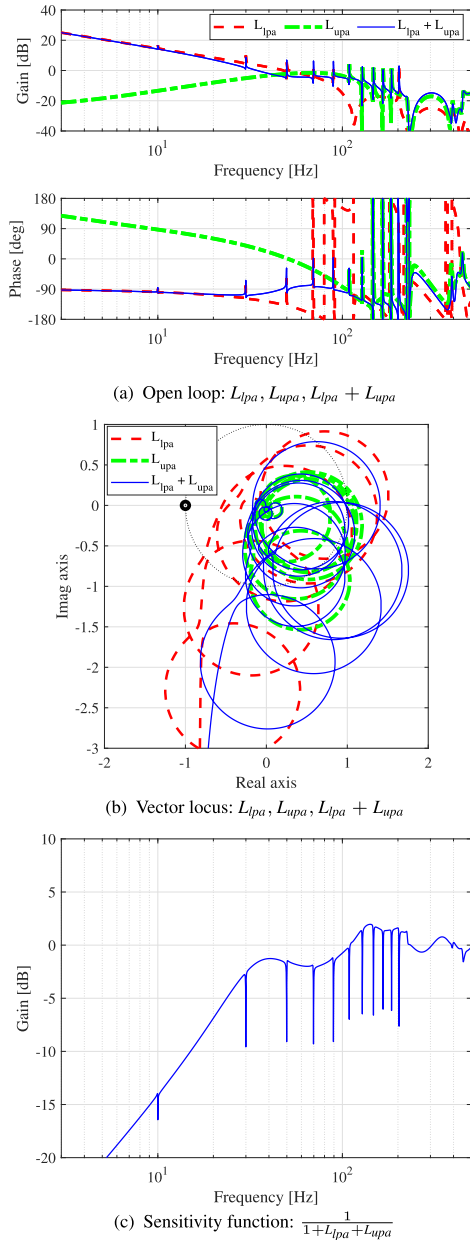 40
20
0
-20
-40
Gain [dB]
L_lpa L_upa L_lpa + L_upa
10^1 10^2
Frequency [Hz]
180
90
0
-90
-180
Phase [deg]
10^1 10^2
Frequency [Hz]
(a) Open loop: L_lpa, L_upa, L_lpa + L_upa
1
0.5
0
-0.5
-1
-1.5
-2
-2.5
-3
Imag axis
L_lpa
L_upa
L_lpa + L_upa
-2 -1 0 1 2
Real axis
(b) Vector locus: L_lpa, L_upa, L_lpa + L_upa
10
5
0
-5
-10
-15
-20
Gain [dB]
10^1 10^2
Frequency [Hz]
(c) Sensitivity function: 1/(1+L_lpa+L_upa)